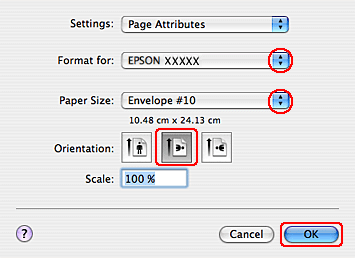 Settings: Page Attributes
Format for: EPSON XXXXX
Paper Size: Envelope #10
10.48 cm x 24.13 cm
Orientation:
Scale: 100 %
? Cancel OK